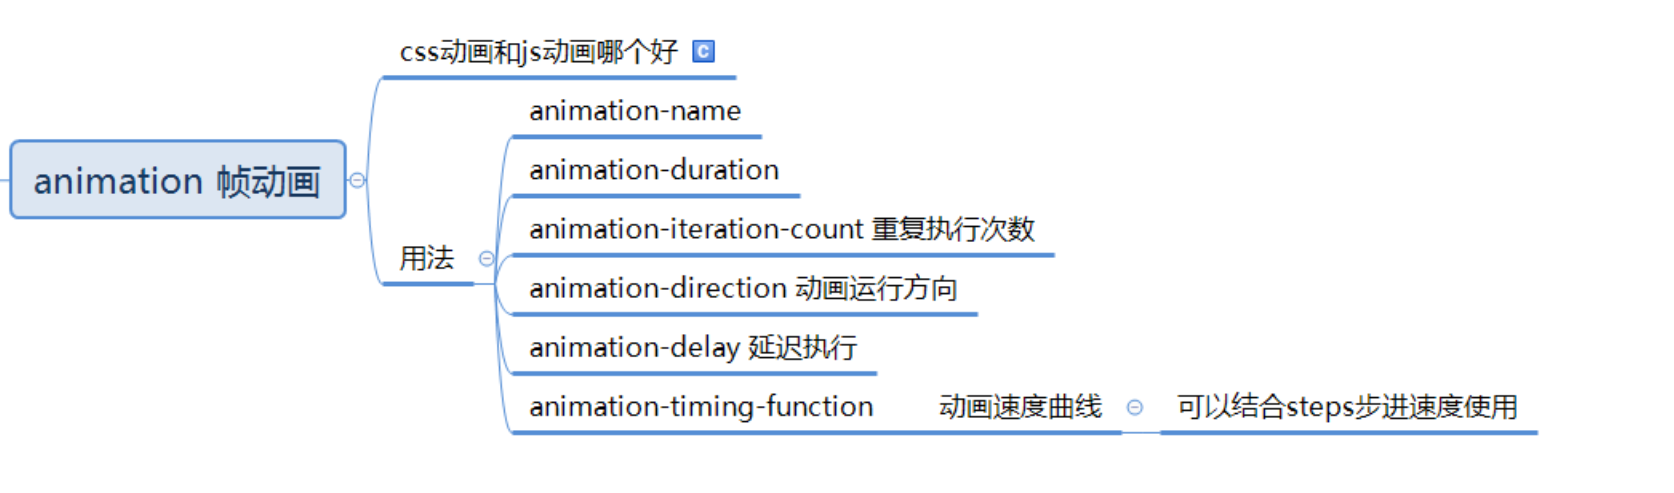 css动画和js动画哪个好 C
animation-name
animation-duration
animation 帧动画
animation-iteration-count 重复执行次数
用法
animation-direction 动画运行方向
animation-delay 延迟执行
animation-timing-function 动画速度曲线 可以结合steps步进速度使用